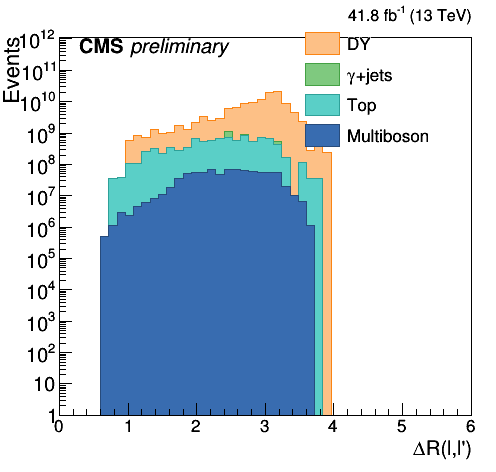 41.8 fb⁻¹ (13 TeV)
CMS preliminary
Events
DY
γ+jets
Top
Multiboson
10¹²
10¹¹
10¹⁰
10⁹
10⁸
10⁷
10⁶
10⁵
10⁴
10³
10²
10
1
0 1 2 3 4 5 6
ΔR(l,l')